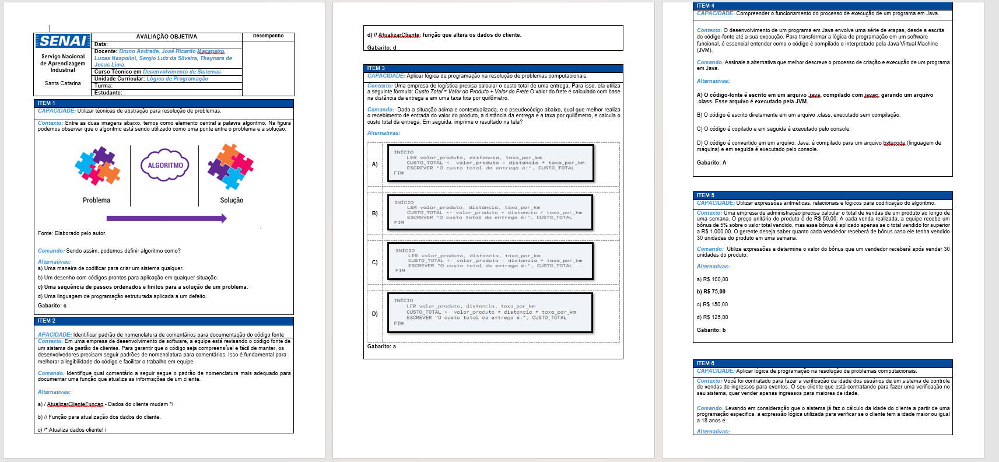 SENAI
Serviço Nacional
de Aprendizagem
Industrial
Santa Catarina
AVALIAÇÃO OBJETIVA
Desempenho
Data:
Docente: Bruno Andrade, José Ricardo Maçaneiro,
Lucas Naspolini, Sergio Luiz da Silveira, Thaynara de
Jesus Lima.
Curso Técnico em Desenvolvimento de Sistemas
Unidade Curricular: Lógica de Programação
Turma:
Estudante:
ITEM 1
CAPACIDADE: Utilizar técnicas de abstração para resolução de problemas.
Contexto: Entre as duas imagens abaixo, temos como elemento central a palavra algoritmo. Na figura
podemos observar que o algoritmo está sendo utilizado como uma ponte entre o problema e a solução.
ALGORITMO
Problema
Solução
Fonte: Elaborado pelo autor.
Comando: Sendo assim, podemos definir algoritmo como?
Alternativas:
a) Uma maneira de codificar para criar um sistema qualquer.
b) Um desenho com códigos prontos para aplicação em qualquer situação.
c) Uma sequência de passos ordenados e finitos para a solução de um problema.
d) Uma linguagem de programação estruturada aplicada a um defeito.
Gabarito: c
ITEM 2
APACIDADE: Identificar padrão de nomenclatura de comentários para documentação do código fonte
Contexto: Em uma empresa de desenvolvimento de software, a equipe está revisando o código fonte de
um sistema de gestão de clientes. Para garantir que o código seja compreensível e fácil de manter, os
desenvolvedores precisam seguir padrões de nomenclatura para comentários. Isso é fundamental para
melhorar a legibilidade do código e facilitar o trabalho em equipe.
Comando: Identifique qual comentário a seguir segue o padrão de nomenclatura mais adequado para
documentar uma função que atualiza as informações de um cliente.
Alternativas:
a) / AtualizarClienteFuncao - Dados do cliente mudam */
b) // Função para atualização dos dados do cliente.
c) /* Atualiza dados cliente! /
d) // AtualizarCliente: função que altera os dados do cliente.
Gabarito: d
ITEM 3
CAPACIDADE: Aplicar lógica de programação na resolução de problemas computacionais.
Contexto: Uma empresa de logística precisa calcular o custo total de uma entrega. Para isso, ela utiliza
a seguinte fórmula: Custo Total = Valor do Produto + Valor do Frete O valor do frete é calculado com base
na distância da entrega e em uma taxa fixa por quilômetro.
Comando: Dado a situação acima e contextualizada, e o pseudocódigo abaixo, qual que melhor realiza
o recebimento de entrada do valor do produto, a distância da entrega e a taxa por quilômetro, e calcula o
custo total da entrega. Em seguida, imprime o resultado na tela?
Alternativas:
A)
INÍCIO
LER valor_produto, distancia, taxa_por_km
CUSTO_TOTAL <- valor_produto + distancia * taxa_por_km
ESCREVER "O custo total da entrega é:", CUSTO_TOTAL
FIM
B)
INÍCIO
LER valor_produto, distancia, taxa_por_km
CUSTO_TOTAL <- valor_produto + distancia / taxa_por_km
ESCREVER "O custo total da entrega é:", CUSTO_TOTAL
FIM
C)
INÍCIO
LER valor_produto, distancia, taxa_por_km
CUSTO_TOTAL <- valor_produto - distancia * taxa_por_km
ESCREVER "O custo total da entrega é:", CUSTO_TOTAL
FIM
D)
INÍCIO
LER valor_produto, distancia, taxa_por_km
CUSTO_TOTAL <- valor_produto * distancia * taxa_por_km
ESCREVER "O custo total da entrega é:", CUSTO_TOTAL
FIM
Gabarito: a
ITEM 4
CAPACIDADE: Compreender o funcionamento do processo de execução de um programa em Java.
Contexto: O desenvolvimento de um programa em Java envolve uma série de etapas, desde a escrita
do código-fonte até a sua execução. Para transformar a lógica de programação em um software
funcional, é essencial entender como o código é compilado e interpretado pela Java Virtual Machine
(JVM).
Comando: Assinale a alternativa que melhor descreve o processo de criação e execução de um programa
em Java.
Alternativas:
A) O código-fonte é escrito em um arquivo .java, compilado com javac, gerando um arquivo
.class. Esse arquivo é executado pela JVM.
B) O código é escrito diretamente em um arquivo .class, executado sem compilação.
C) O código é copilado e em seguida é executado pelo console.
D) O código é convertido em um arquivo. Java, é compilado para um arquivo bytecode (linguagem de
máquina) e em seguida é executado pelo console.
Gabarito: A
ITEM 5
CAPACIDADE: Utilizar expressões aritméticas, relacionais e lógicos para codificação do algoritmo.
Contexto: Uma empresa de administração precisa calcular o total de vendas de um produto ao longo de
uma semana. O preço unitário do produto é de R$ 50,00. A cada venda realizada, a equipe recebe um
bônus de 5% sobre o valor total vendido, mas esse bônus é aplicado apenas se o total vendido for superior
a R$ 1.000,00. O gerente deseja saber quanto cada vendedor receberá de bônus caso ele tenha vendido
30 unidades do produto em uma semana.
Comando: Utilize expressões e determine o valor do bônus que um vendedor receberá após vender 30
unidades do produto.
Alternativas:
a) R$ 100,00
b) R$ 75,00
c) R$ 150,00
d) R$ 125,00
Gabarito: b
ITEM 6
CAPACIDADE: Aplicar lógica de programação na resolução de problemas computacionais.
Contexto: Você foi contratado para fazer a verificação da idade dos usuários de um sistema de controle
de vendas de ingressos para eventos. O seu cliente que está contratando para fazer uma verificação no
seu sistema, quer vender apenas ingressos para maiores de idade.
Comando: Levando em consideração que o sistema já faz o cálculo da idade do cliente a partir de uma
programação especifica, a expressão lógica utilizada para verificar se o cliente tem a idade maior ou igual
a 18 anos é
Alternativas: